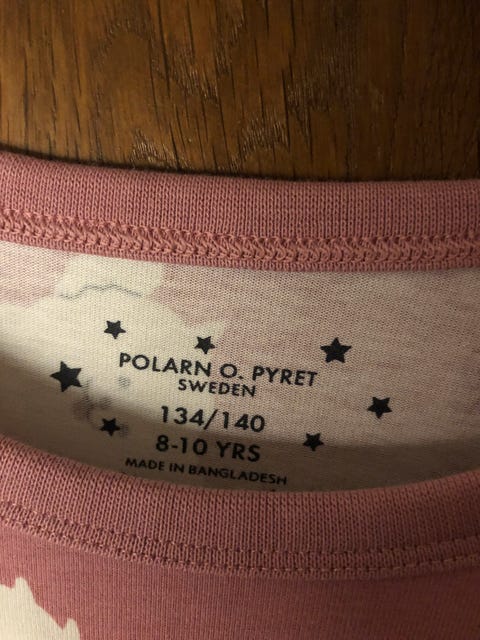 POLARN O. PYRET
SWEDEN
134/140
8-10 YRS
MADE IN BANGLADESH